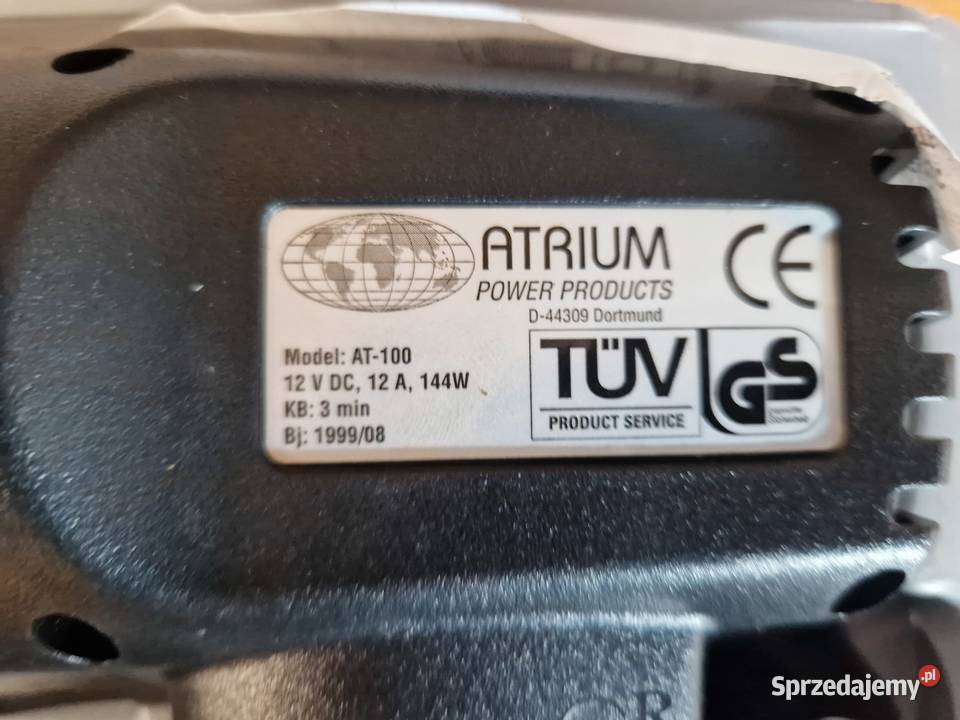 ATRIUM
POWER PRODUCTS
D-44309 Dortmund
CE
Model: AT-100
12 V DC, 12 A, 144W
KB: 3 min
Bj: 1999/08
TÜV
PRODUCT SERVICE
GS
R
Sprzedajemy.pl